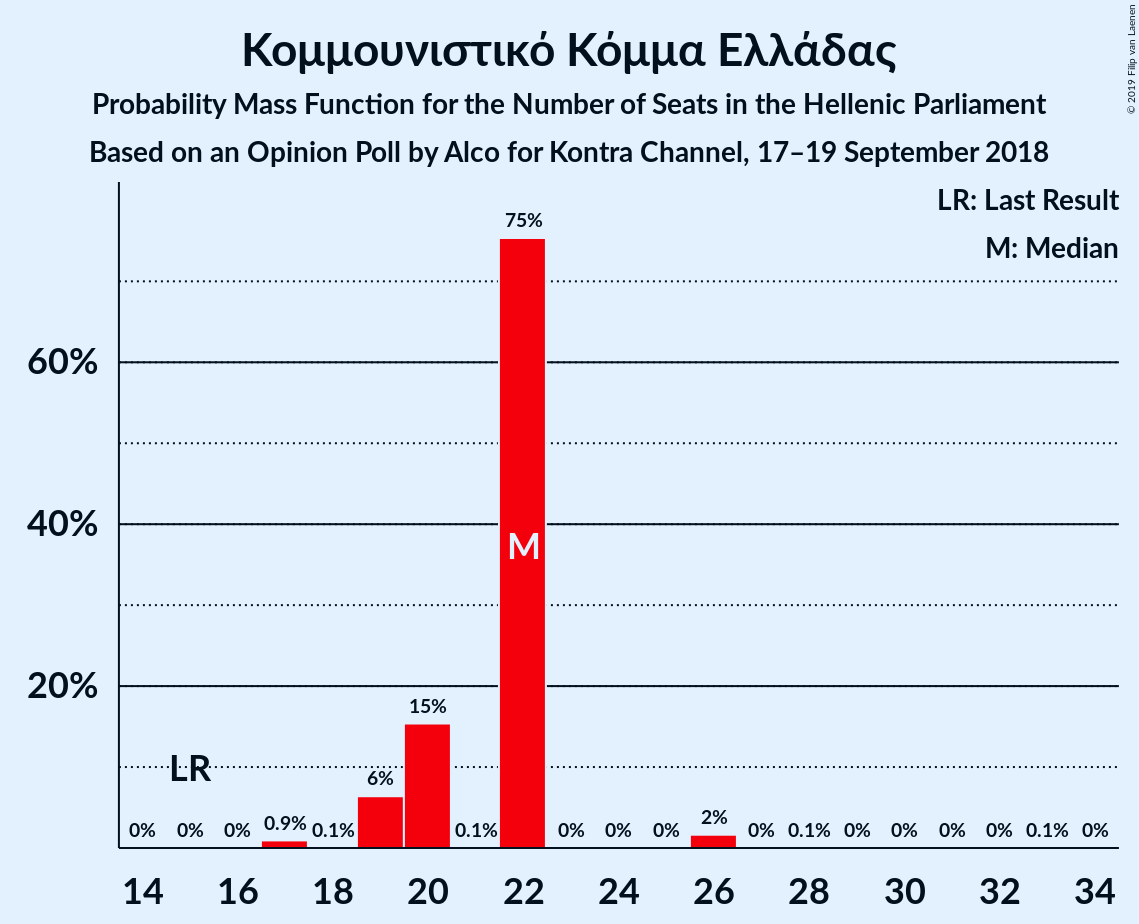 Κομμουνιστικό Κόμμα Ελλάδας
Probability Mass Function for the Number of Seats in the Hellenic Parliament
Based on an Opinion Poll by Alco for Kontra Channel, 17–19 September 2018
© 2019 Filip van Laenen
LR: Last Result
M: Median
60%
40%
20%
LR
M
0% 0% 0% 0.9% 0.1% 6% 15% 0.1% 75% 0% 0% 0% 2% 0% 0.1% 0% 0% 0% 0% 0.1% 0%
14 16 18 20 22 24 26 28 30 32 34